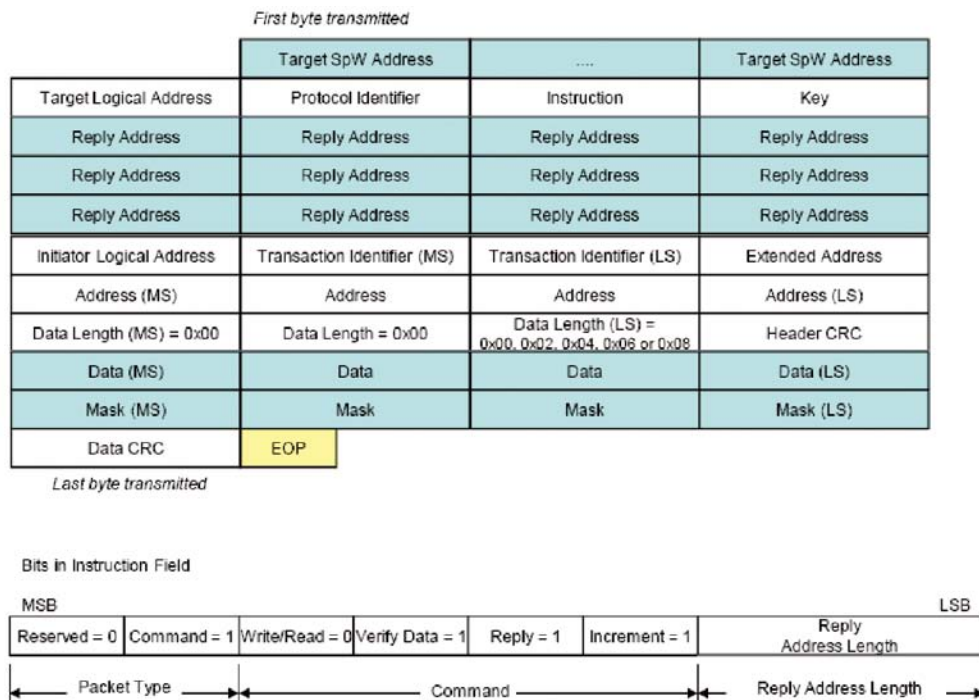 First byte transmitted
Target SpW Address .... Target SpW Address
Target Logical Address Protocol Identifier Instruction Key
Reply Address Reply Address Reply Address Reply Address
Reply Address Reply Address Reply Address Reply Address
Reply Address Reply Address Reply Address Reply Address
Initiator Logical Address Transaction Identifier (MS) Transaction Identifier (LS) Extended Address
Address (MS) Address Address Address (LS)
Data Length (MS) = 0x00 Data Length = 0x00 Data Length (LS) = 0x00, 0x02, 0x04, 0x06 or 0x08 Header CRC
Data (MS) Data Data Data (LS)
Mask (MS) Mask Mask Mask (LS)
Data CRC EOP
Last byte transmitted
Bits in Instruction Field
MSB LSB
Reserved = 0 Command = 1 Write/Read = 0 Verify Data = 1 Reply = 1 Increment = 1 Reply Address Length
Packet Type Command Reply Address Length